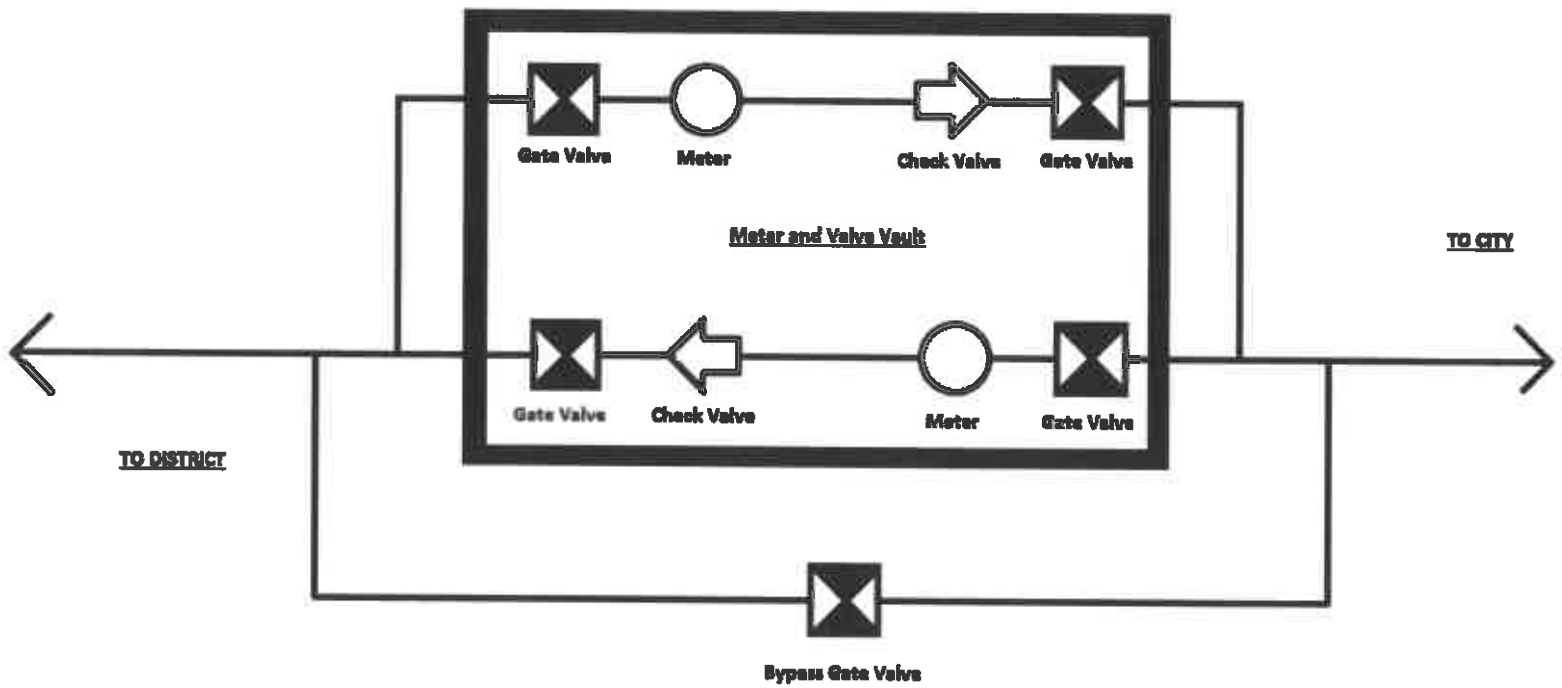 Gate Valve
Meter
Check Valve
Gate Valve
Meter and Valve Vault
TO CITY
Gate Valve
Check Valve
Meter
Gate Valve
TO DISTRICT
Bypass Gate Valve